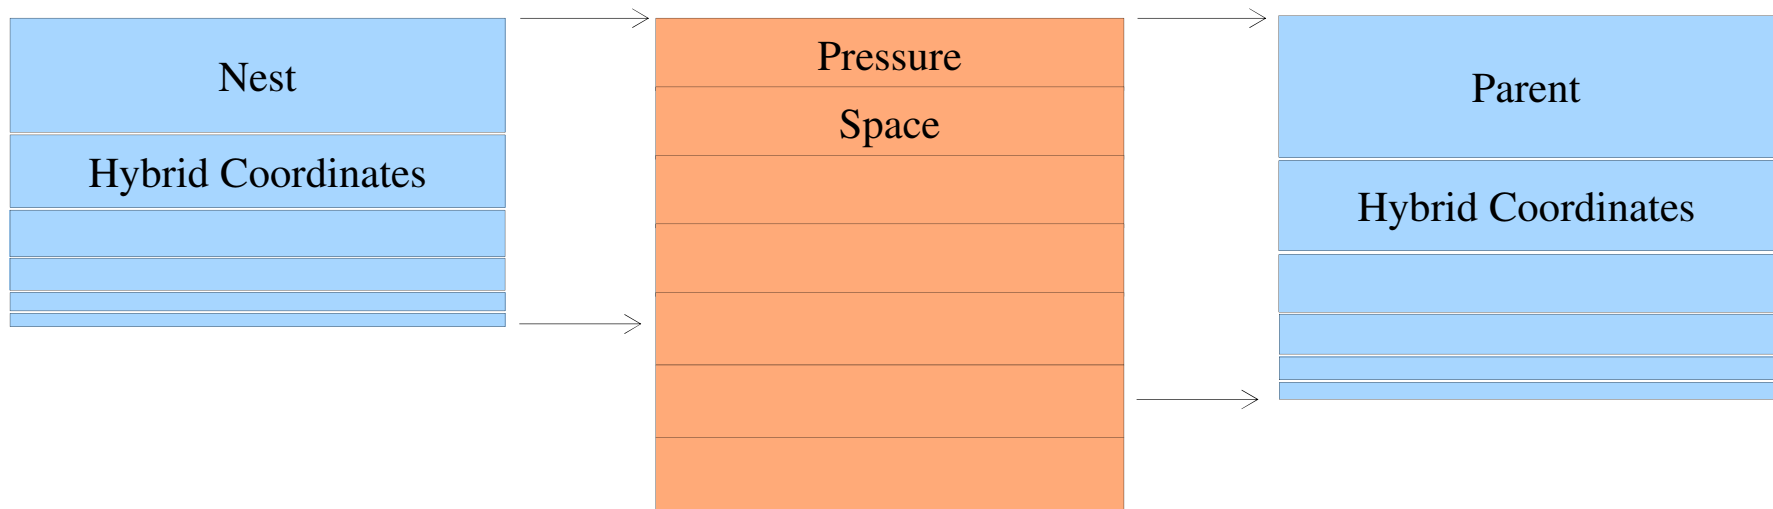 Nest
Hybrid Coordinates
Pressure
Space
Parent
Hybrid Coordinates